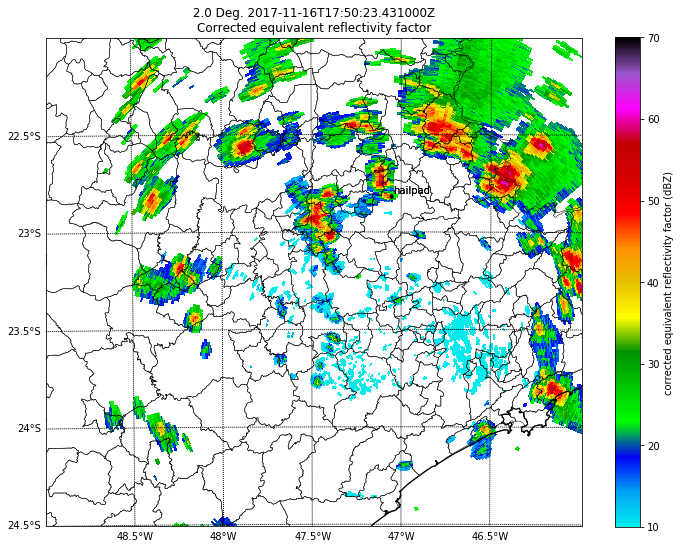 2.0 Deg. 2017-11-16T17:50:23.431000Z
Corrected equivalent reflectivity factor
70
60
50
40
30
20
10
corrected equivalent reflectivity factor (dBZ)
22.5°S
hailpad
23°S
23.5°S
24°S
24.5°S
48.5°W
48°W
47.5°W
47°W
46.5°W